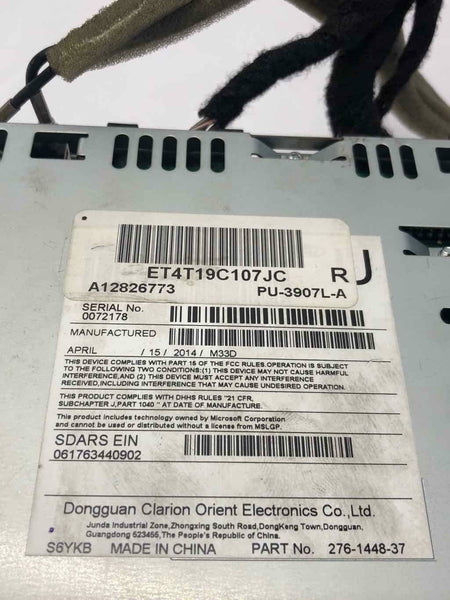 ET4T19C107JC
R J
A12826773 PU-3907L-A
SERIAL No.
0072178
MANUFACTURED
APRIL / 15 / 2014 / M33D
THIS DEVICE COMPLIES WITH PART 15 OF THE FCC RULES.OPERATION IS SUBJECT
TO THE FOLLOWING TWO CONDITIONS:(1) THIS DEVICE MAY NOT CAUSE HARMFUL
INTERFERENCE,AND (2) THIS DEVICE MUST ACCEPT ANY INTERFERENCE
RECEIVED,INCLUDING INTERFERENCE THAT MAY CAUSE UNDESIRED OPERATION.
THIS PRODUCT COMPLIES WITH DHHS RULES "21 CFR,
SUBCHAPTER J,PART 1040 " AT DATE OF MANUFACTURE.
This product includes technology owned by Microsoft Corporation
and cannot be used or distributed without a license from MSLGP.
SDARS EIN
061763440902
Dongguan Clarion Orient Electronics Co.,Ltd.
Junda Industrial Zone,Zhongxing South Road,DongKeng Town,Dongguan,
Guangdong 523455,The People's Republic of China.
S6YKB MADE IN CHINA PART No. 276-1448-37